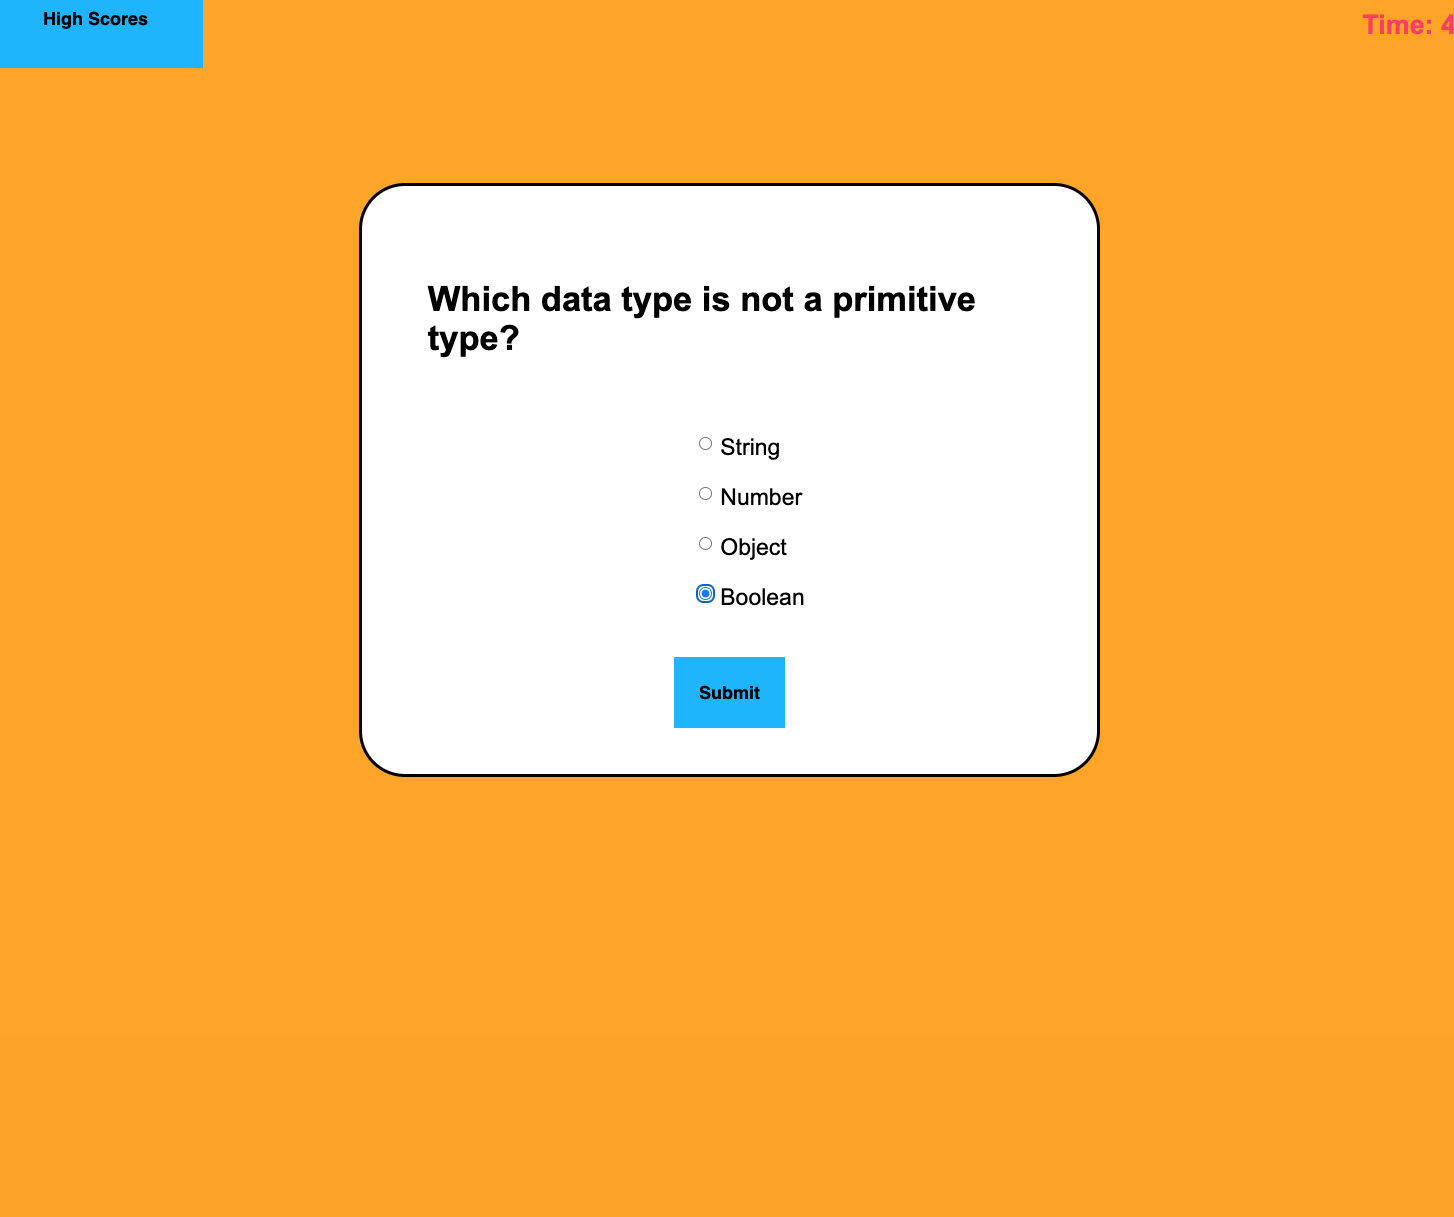 High Scores
Time: 4
Which data type is not a primitive
type?
String
Number
Object
Boolean
Submit